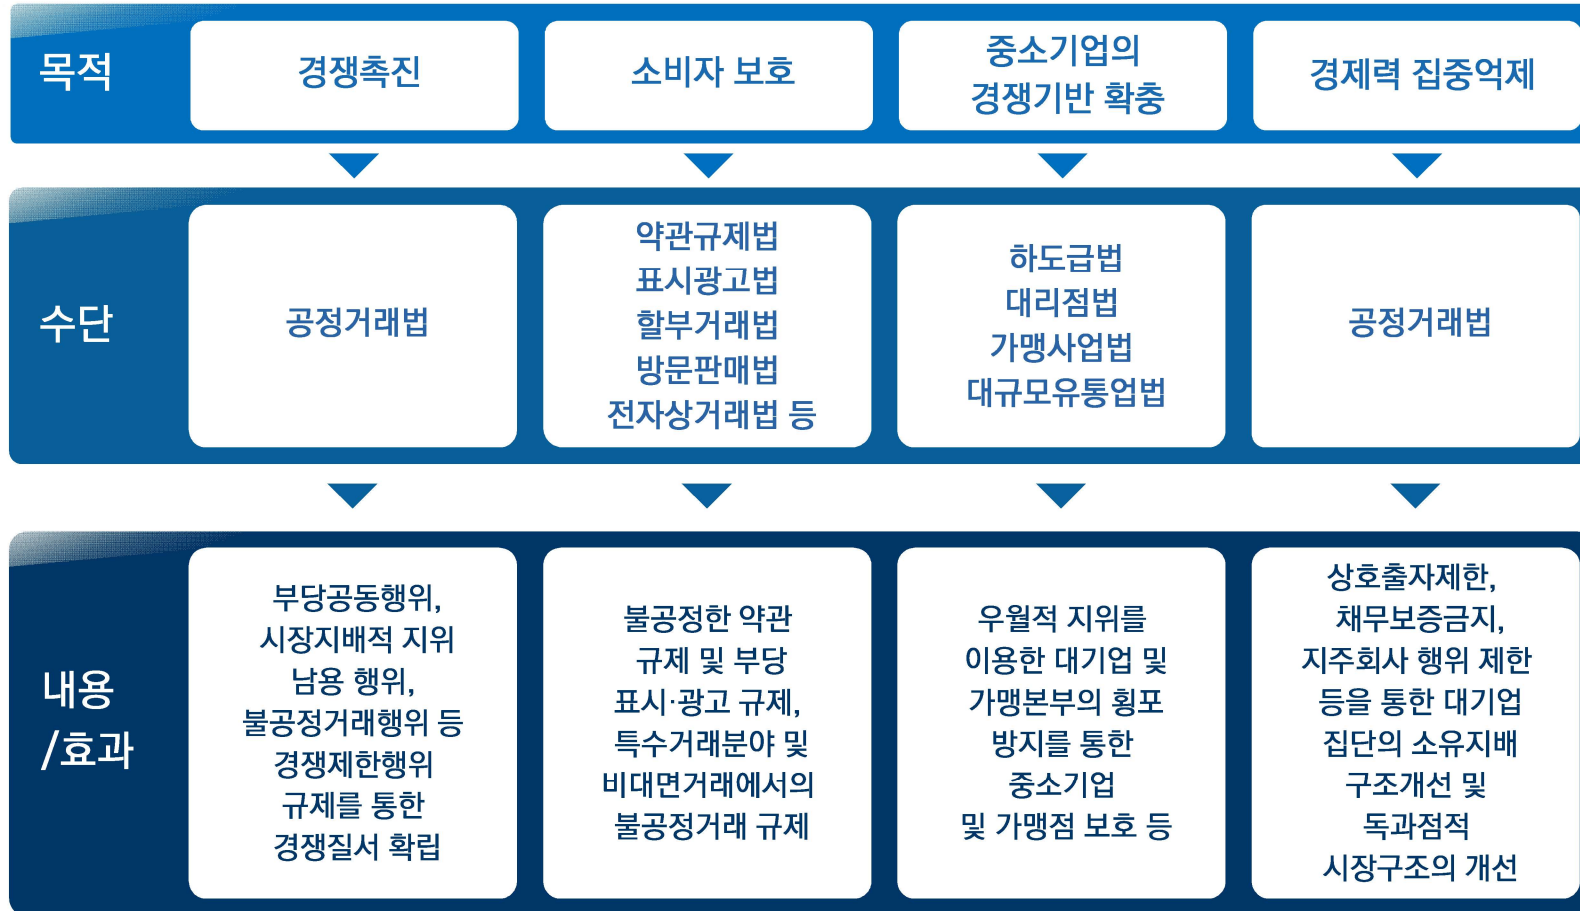 목적
경쟁촉진
소비자 보호
중소기업의
경쟁기반 확충
경제력 집중억제
수단
공정거래법
약관규제법
표시광고법
할부거래법
방문판매법
전자상거래법 등
하도급법
대리점법
가맹사업법
대규모유통업법
공정거래법
내용
/효과
부당공동행위,
시장지배적 지위
남용 행위,
불공정거래행위 등
경쟁제한행위
규제를 통한
경쟁질서 확립
불공정한 약관
규제 및 부당
표시·광고 규제,
특수거래분야 및
비대면거래에서의
불공정거래 규제
우월적 지위를
이용한 대기업 및
가맹본부의 횡포
방지를 통한
중소기업
및 가맹점 보호 등
상호출자제한,
채무보증금지,
지주회사 행위 제한
등을 통한 대기업
집단의 소유지배
구조개선 및
독과점적
시장구조의 개선